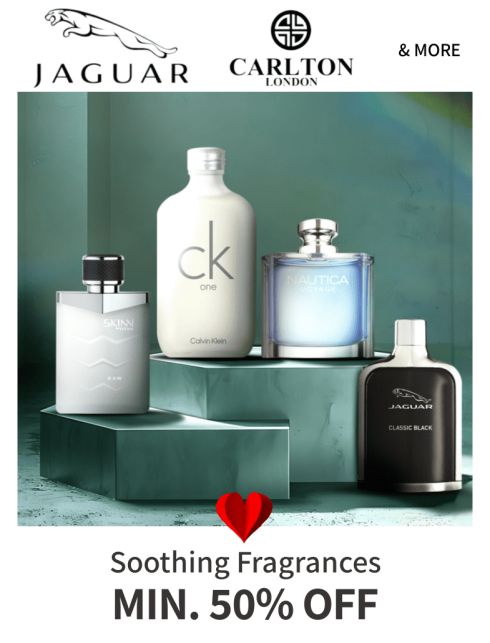 JAGUAR
CARLTON
LONDON
& MORE
ck
one
Calvin Klein
NAUTICA
VOYAGE
SKINN
RAW
JAGUAR
CLASSIC BLACK
Soothing Fragrances
MIN. 50% OFF